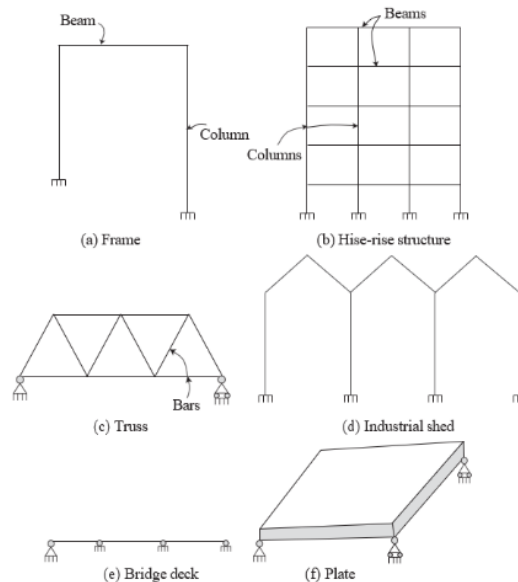 Beam
Column
(a) Frame
Beams
Columns
(b) Hise-rise structure
Bars
(c) Truss
(d) Industrial shed
(e) Bridge deck
(f) Plate